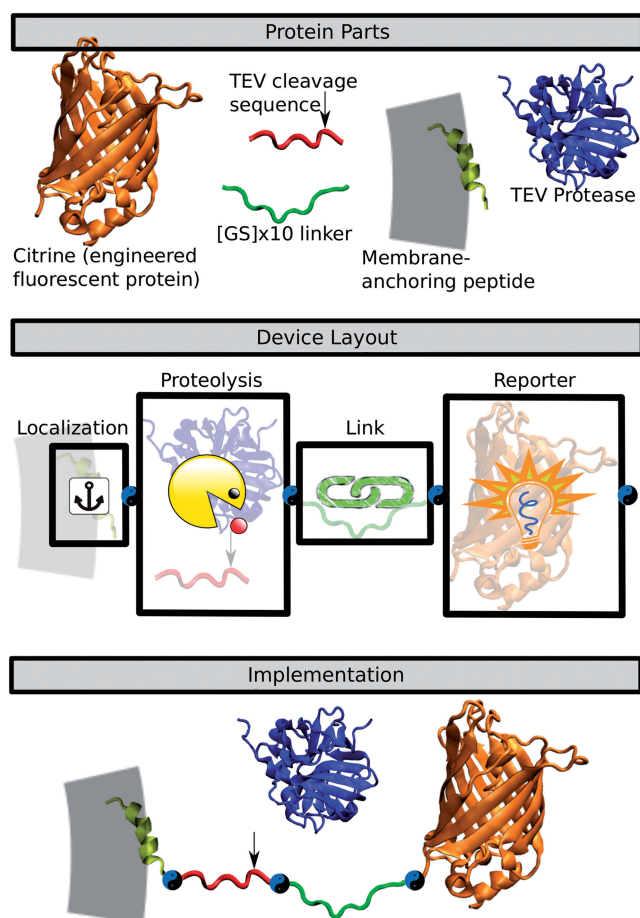 Protein Parts
TEV cleavage
sequence
TEV Protease
[GS]x10 linker
Citrine (engineered
fluorescent protein)
Membrane-
anchoring peptide
Device Layout
Proteolysis
Reporter
Localization
Link
Implementation